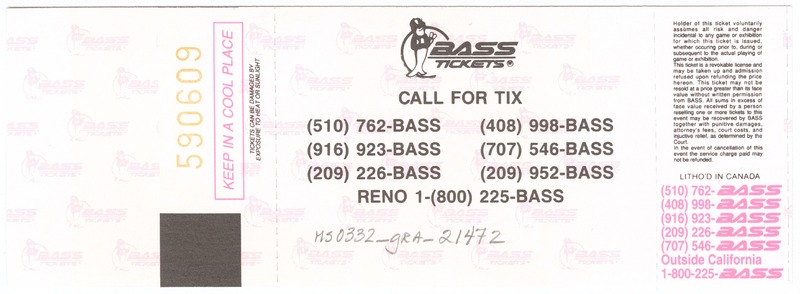 590609
KEEP IN A COOL PLACE
TICKETS CAN BE DAMAGED BY
EXPOSURE TO HEAT OR SUNLIGHT
BASS
TICKETS®
CALL FOR TIX
(510) 762-BASS (408) 998-BASS
(916) 923-BASS (707) 546-BASS
(209) 226-BASS (209) 952-BASS
RENO 1-(800) 225-BASS
MS0332_gRA_21472
Holder of this ticket voluntarily
assumes all risk and danger
incidental to any game or exhibition
for which this ticket is issued,
whether occuring prior to, during or
subsequent to the actual playing of
game or exhibition.
This ticket is a revokable license and
may be taken up and admission
refused upon refunding the price
hereon. This ticket may not be
resold at a price greater than its face
value without written permission
from BASS. All sums in excess of
face value received by a person
reselling one or more tickets to this
event may be recovered by BASS
together with punitive damages,
attorney's fees, court costs, and
injuctive relief, as determined by the
Court.
In the event of cancellation of this
event the service charge paid may
not be refunded.
LITHO'D IN CANADA
(510) 762-BASS
(408) 998-BASS
(916) 923-BASS
(209) 226-BASS
(707) 546-BASS
Outside California
1-800-225-BASS